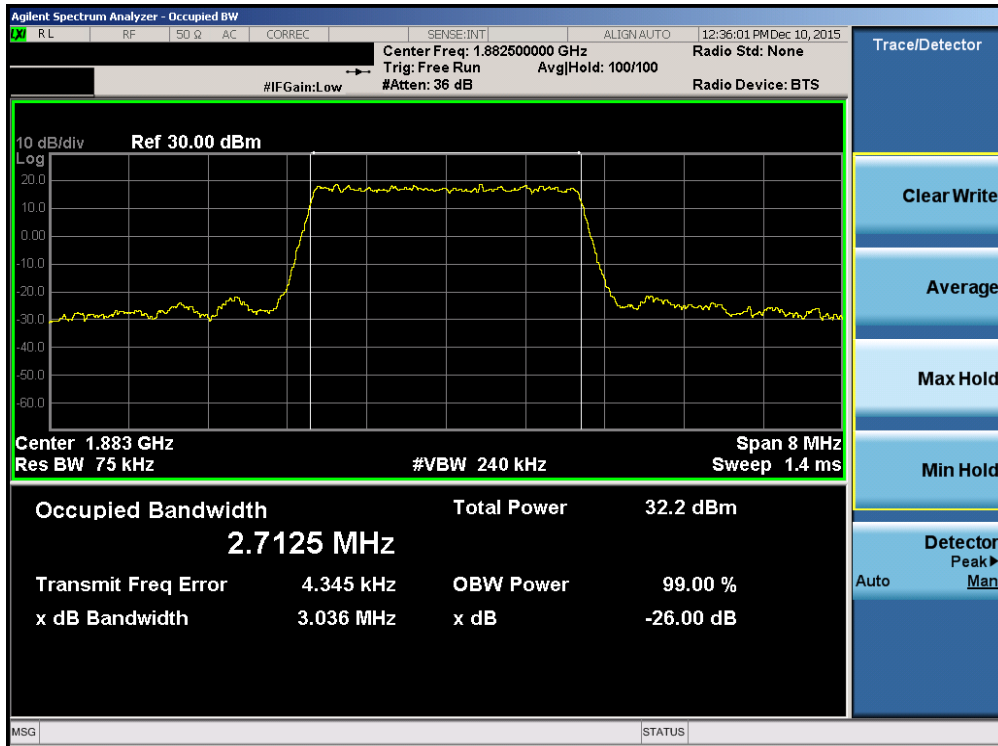 Agilent Spectrum Analyzer - Occupied BW
LXI RL RF 50 Ω AC CORREC SENSE:INT ALIGN AUTO 12:36:01 PM Dec 10, 2015
Center Freq: 1.882500000 GHz Radio Std: None
Trig: Free Run Avg|Hold: 100/100
#IFGain:Low #Atten: 36 dB Radio Device: BTS
Trace/Detector
10 dB/div Ref 30.00 dBm
Log
20.0
10.0
0.00
-10.0
-20.0
-30.0
-40.0
-50.0
-60.0
Center 1.883 GHz Span 8 MHz
Res BW 75 kHz #VBW 240 kHz Sweep 1.4 ms
Occupied Bandwidth Total Power 32.2 dBm
2.7125 MHz
Transmit Freq Error 4.345 kHz OBW Power 99.00 %
x dB Bandwidth 3.036 MHz x dB -26.00 dB
Clear Write
Average
Max Hold
Min Hold
Detector
Peak▶
Auto Man
MSG STATUS